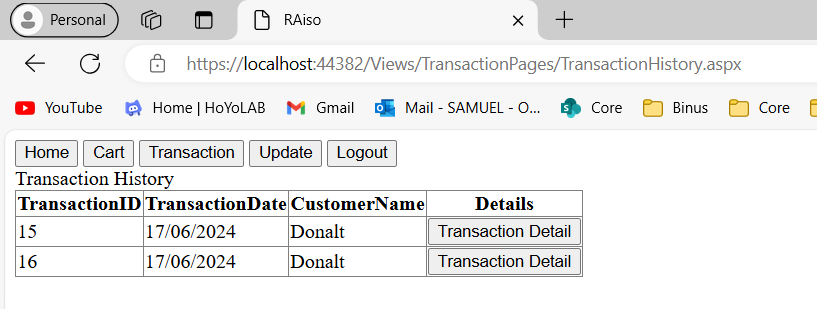 Personal RAiso
https://localhost:44382/Views/TransactionPages/TransactionHistory.aspx
YouTube Home | HoYoLAB Gmail Mail - SAMUEL - O... Core Binus Core
Home Cart Transaction Update Logout
Transaction History
TransactionID TransactionDate CustomerName Details
15 17/06/2024 Donalt Transaction Detail
16 17/06/2024 Donalt Transaction Detail